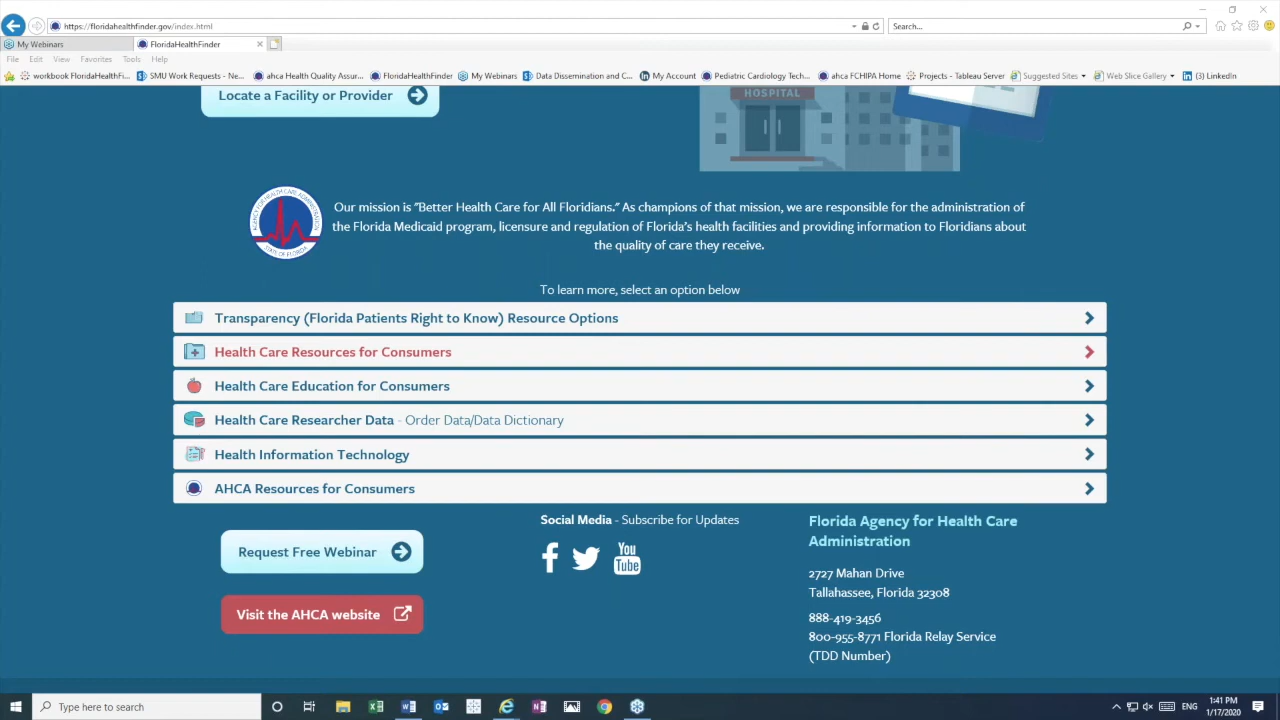 https://floridahealthfinder.gov/index.html
Search...
My Webinars
FloridaHealthFinder
File Edit View Favorites Tools Help
workbook FloridaHealthFi...
SMU Work Requests - Ne...
ahca Health Quality Assur...
FloridaHealthFinder
My Webinars
Data Dissemination and C...
My Account
Pediatric Cardiology Tech...
ahca FCHIPA Home
Projects - Tableau Server
Suggested Sites
Web Slice Gallery
(3) LinkedIn
Locate a Facility or Provider
HOSPITAL
AGENCY FOR HEALTH CARE ADMINISTRATION
STATE OF FLORIDA
Our mission is "Better Health Care for All Floridians." As champions of that mission, we are responsible for the administration of
the Florida Medicaid program, licensure and regulation of Florida's health facilities and providing information to Floridians about
the quality of care they receive.
To learn more, select an option below
Transparency (Florida Patients Right to Know) Resource Options
Health Care Resources for Consumers
Health Care Education for Consumers
Health Care Researcher Data - Order Data/Data Dictionary
Health Information Technology
AHCA Resources for Consumers
Request Free Webinar
Visit the AHCA website
Social Media - Subscribe for Updates
You
Tube
Florida Agency for Health Care
Administration
2727 Mahan Drive
Tallahassee, Florida 32308
888-419-3456
800-955-8771 Florida Relay Service
(TDD Number)
Type here to search
ENG
1:41 PM
1/17/2020